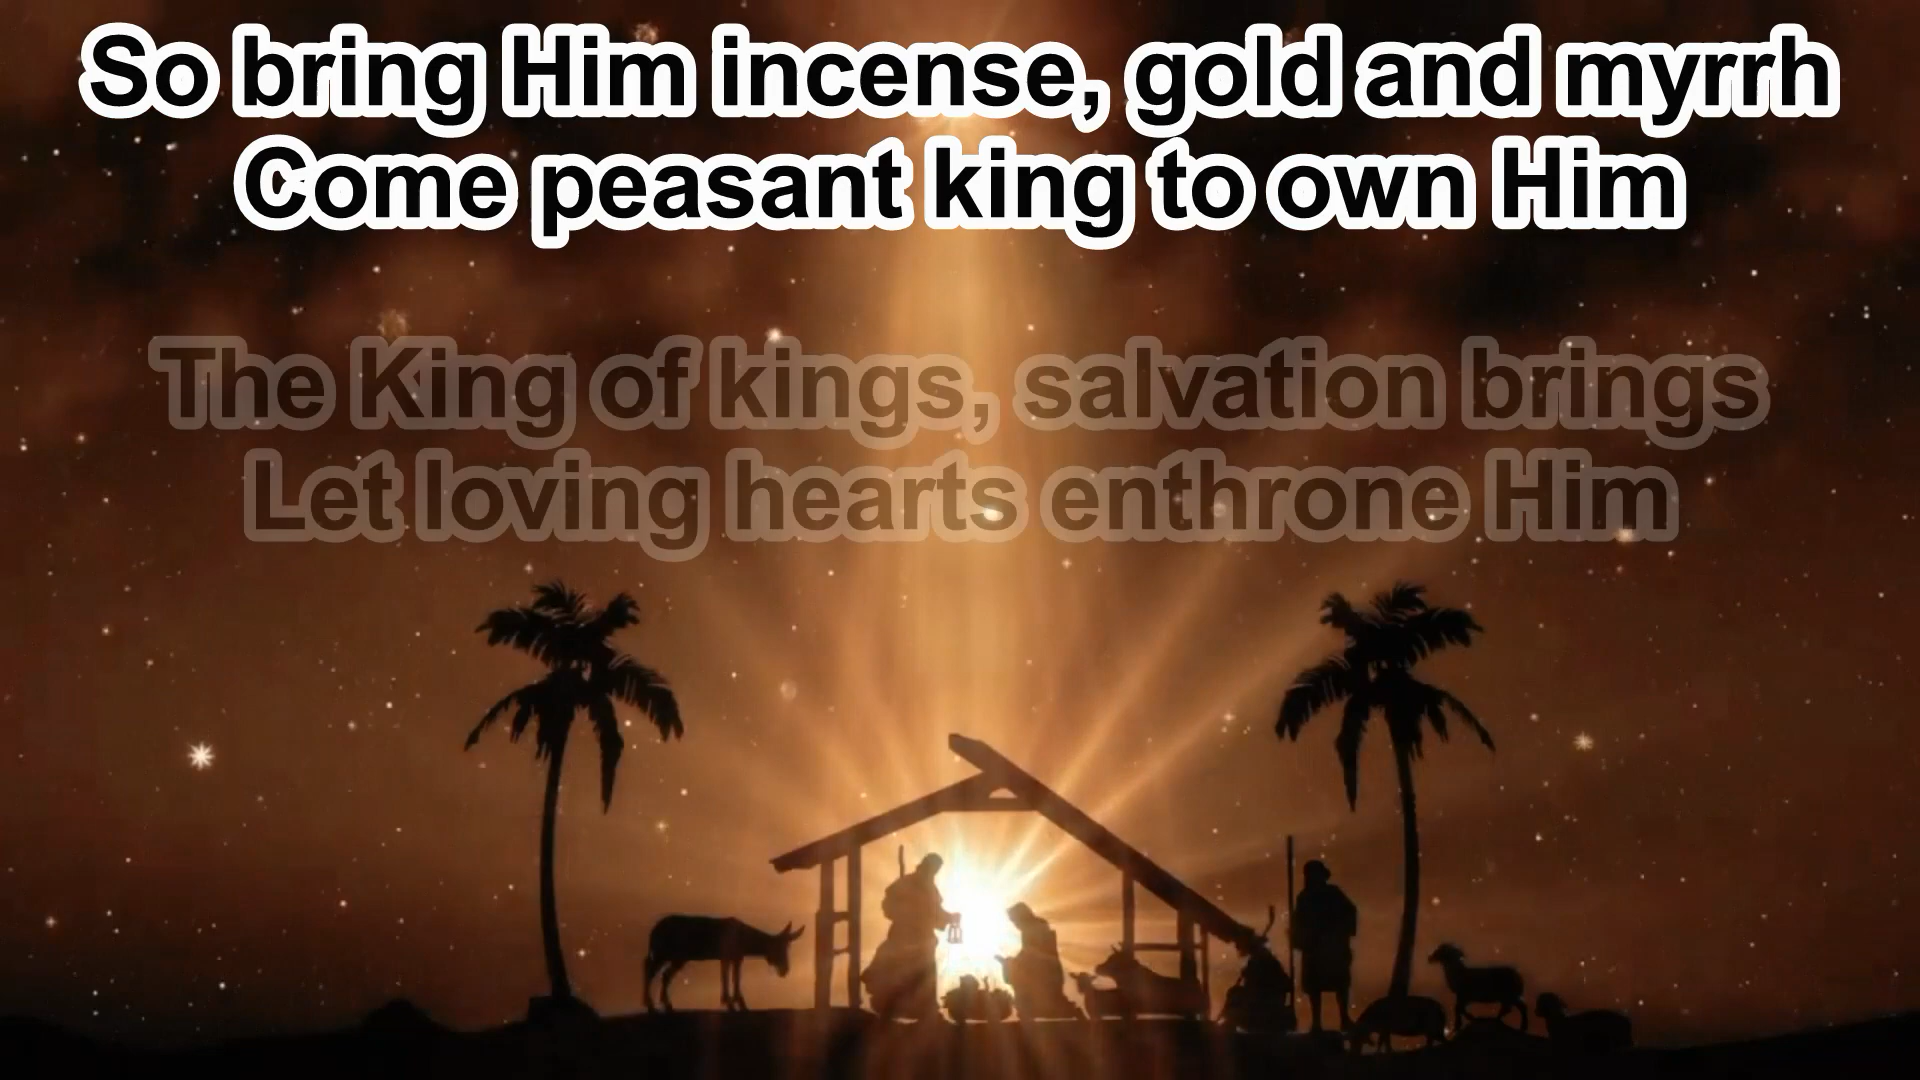 So bring Him incense, gold and myrrh
Come peasant king to own Him
The King of kings, salvation brings
Let loving hearts enthrone Him